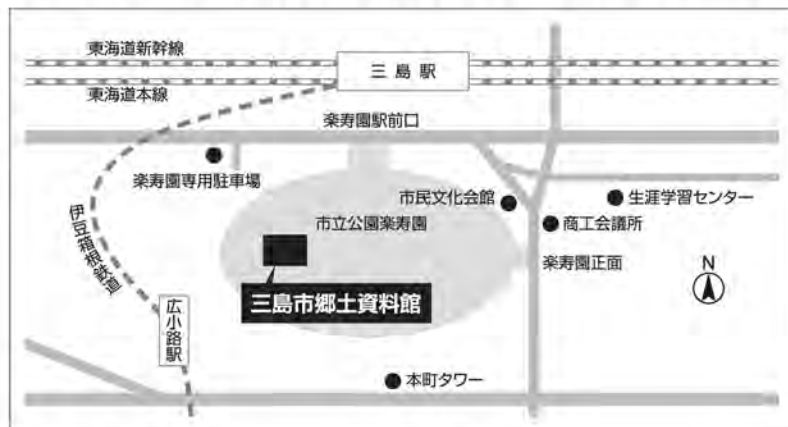 東海道新幹線
三島駅
東海道本線
楽寿園駅前口
楽寿園専用駐車場
市民文化会館
生涯学習センター
市立公園楽寿園
商工会議所
伊豆箱根鉄道
楽寿園正面
N
三島市郷土資料館
広小路駅
本町タワー